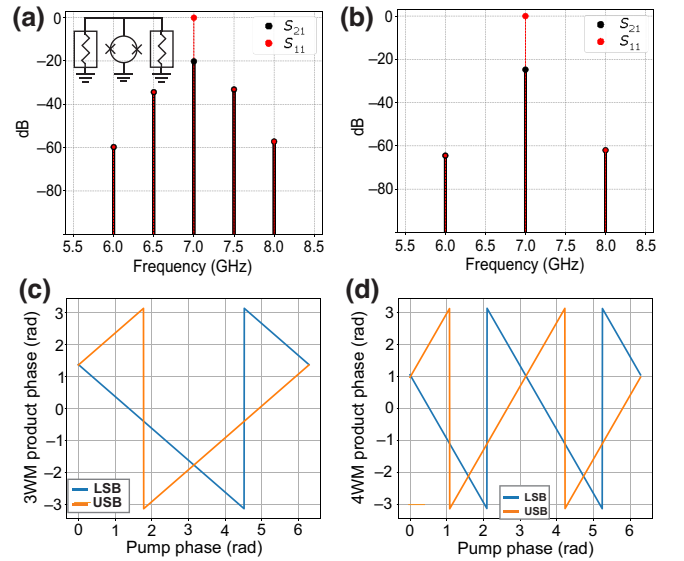 (a)
0
−20
−40
−60
−80
dB
S21
S11
5.5 6.0 6.5 7.0 7.5 8.0 8.5
Frequency (GHz)
(b)
0
−20
−40
−60
−80
dB
S21
S11
5.5 6.0 6.5 7.0 7.5 8.0 8.5
Frequency (GHz)
(c)
3
2
1
0
−1
−2
−3
3WM product phase (rad)
LSB
USB
0 1 2 3 4 5 6
Pump phase (rad)
(d)
3
2
1
0
−1
−2
−3
4WM product phase (rad)
LSB
USB
0 1 2 3 4 5 6
Pump phase (rad)